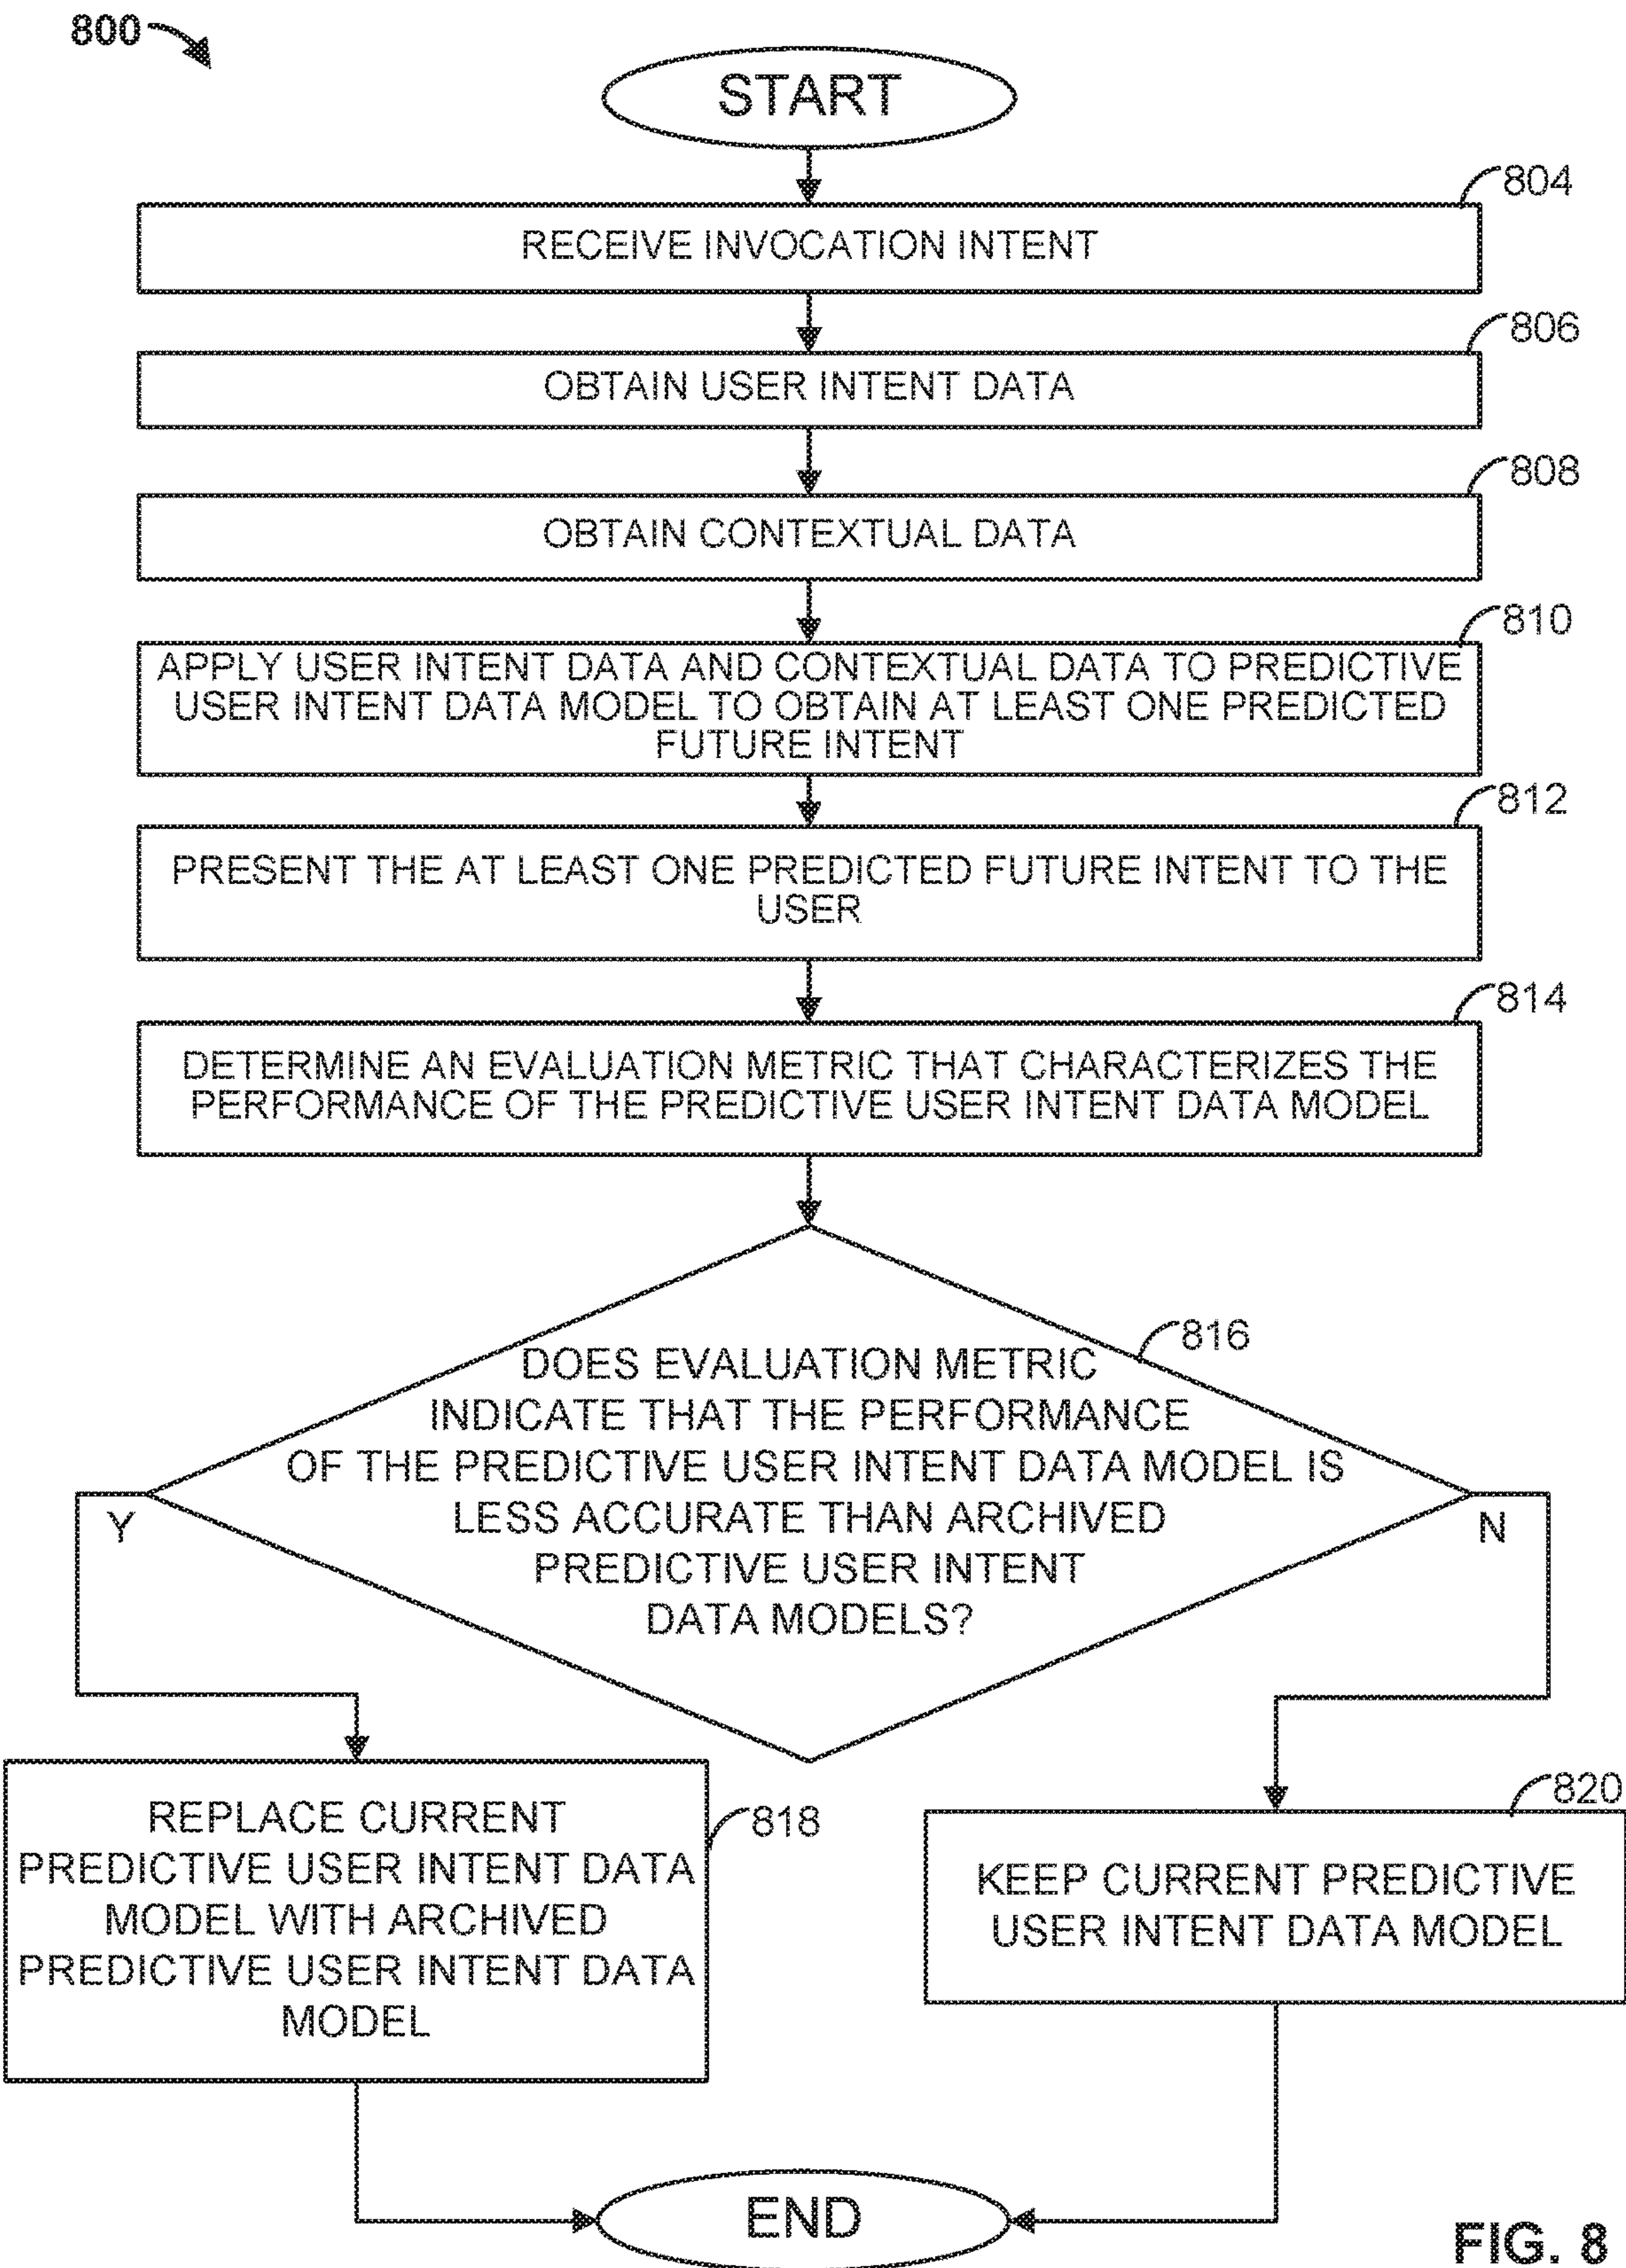 800
START
804
RECEIVE INVOCATION INTENT
806
OBTAIN USER INTENT DATA
808
OBTAIN CONTEXTUAL DATA
810
APPLY USER INTENT DATA AND CONTEXTUAL DATA TO PREDICTIVE
USER INTENT DATA MODEL TO OBTAIN AT LEAST ONE PREDICTED
FUTURE INTENT
812
PRESENT THE AT LEAST ONE PREDICTED FUTURE INTENT TO THE
USER
814
DETERMINE AN EVALUATION METRIC THAT CHARACTERIZES THE
PERFORMANCE OF THE PREDICTIVE USER INTENT DATA MODEL
816
DOES EVALUATION METRIC
INDICATE THAT THE PERFORMANCE
OF THE PREDICTIVE USER INTENT DATA MODEL IS
LESS ACCURATE THAN ARCHIVED
PREDICTIVE USER INTENT
DATA MODELS?
Y
N
818
REPLACE CURRENT
PREDICTIVE USER INTENT DATA
MODEL WITH ARCHIVED
PREDICTIVE USER INTENT DATA
MODEL
820
KEEP CURRENT PREDICTIVE
USER INTENT DATA MODEL
END
FIG. 8